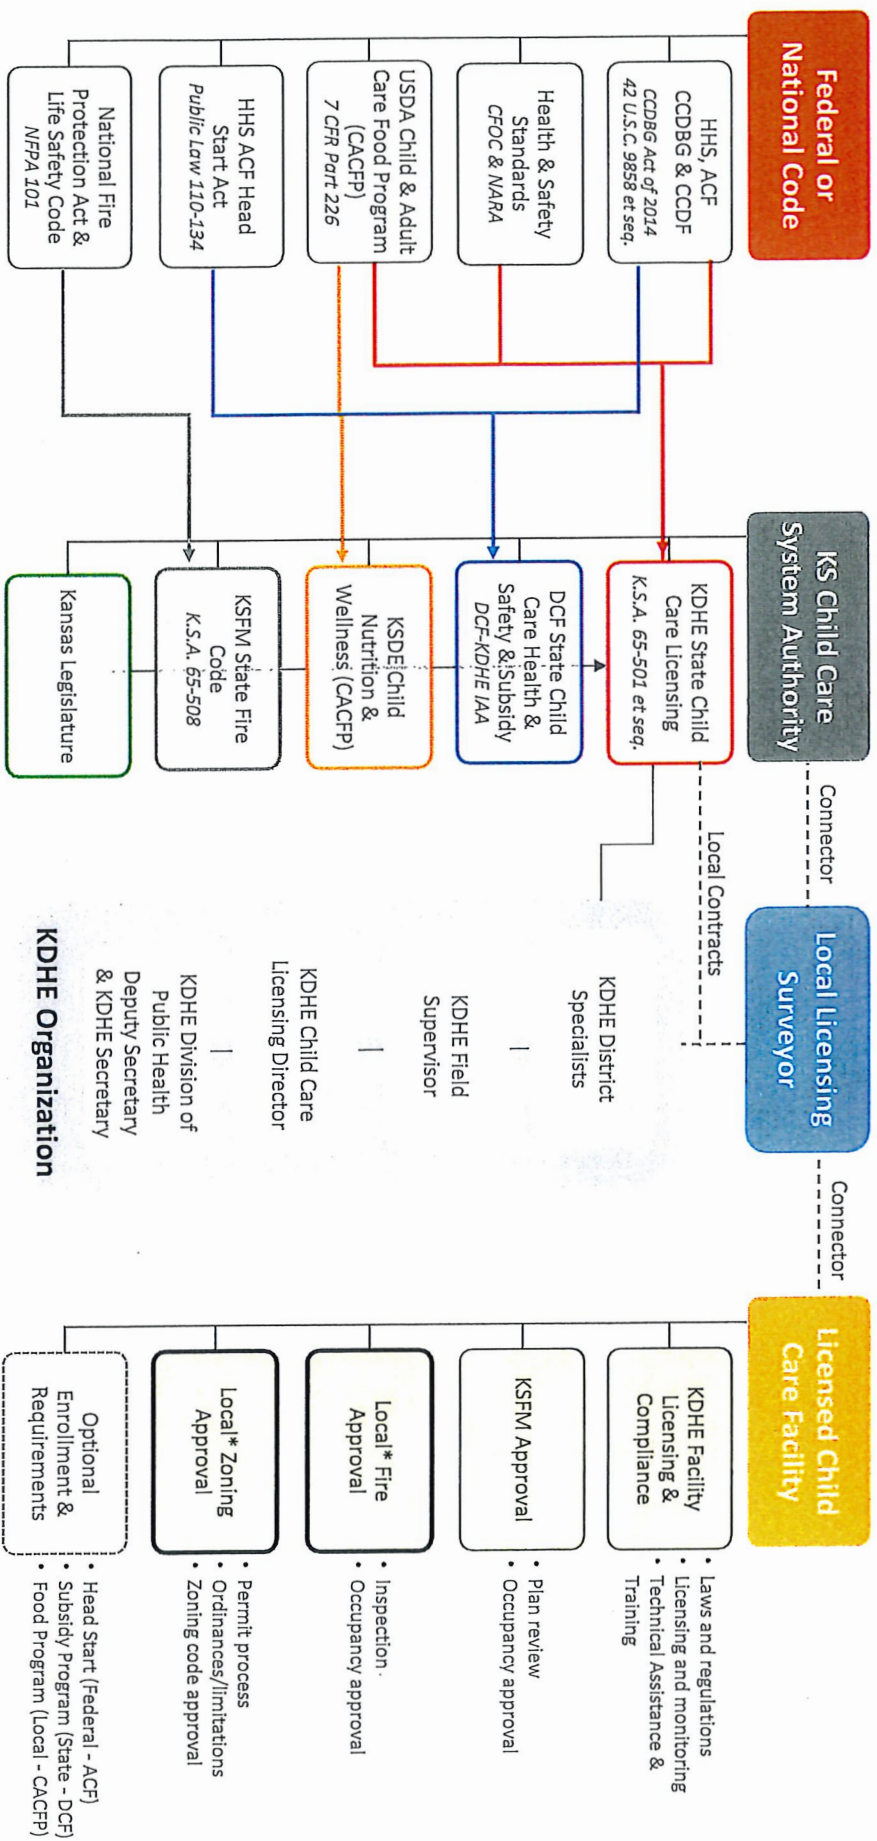 Federal or
National Code
HHS, ACF
CCDBG & CCDF
CCDBG Act of 2014
42 U.S.C. 9858 et seq.
Health & Safety
Standards
CFOC & NARA
USDA Child & Adult
Care Food Program
(CACFP)
7 CFR Part 226
HHS ACF Head
Start Act
Public Law 110-134
National Fire
Protection Act &
Life Safety Code
NFPA 101
KS Child Care
System Authority
KDHE State Child
Care Licensing
K.S.A. 65-501 et seq.
DCF State Child
Care Health &
Safety & Subsidy
DCF-KDHE IAA
KSDE Child
Nutrition &
Wellness (CACFP)
KSFM State Fire
Code
K.S.A. 65-508
Kansas Legislature
Connector
Local Contracts
Local Licensing
Surveyor
KDHE District
Specialists
KDHE Field
Supervisor
KDHE Child Care
Licensing Director
KDHE Division of
Public Health
Deputy Secretary
& KDHE Secretary
KDHE Organization
Connector
Licensed Child
Care Facility
KDHE Facility
Licensing &
Compliance
• Laws and regulations
• Licensing and monitoring
• Technical Assistance &
Training
KSFM Approval
• Plan review
• Occupancy approval
Local* Fire
Approval
• Inspection
• Occupancy approval
Local* Zoning
Approval
• Permit process
• Ordinances/limitations
• Zoning code approval
Optional
Enrollment &
Requirements
• Head Start (Federal - ACF)
• Subsidy Program (State - DCF)
• Food Program (Local - CACFP)